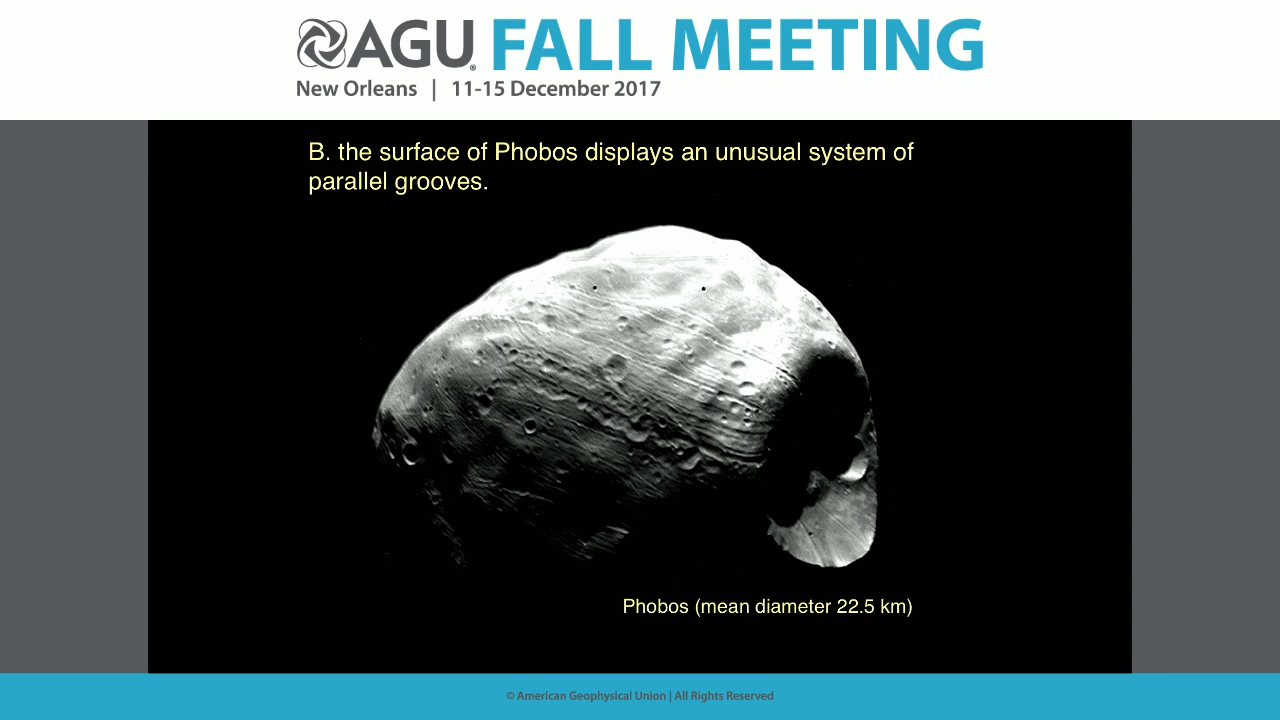 AGU® FALL MEETING
New Orleans | 11-15 December 2017
B. the surface of Phobos displays an unusual system of
parallel grooves.
Phobos (mean diameter 22.5 km)
© American Geophysical Union | All Rights Reserved